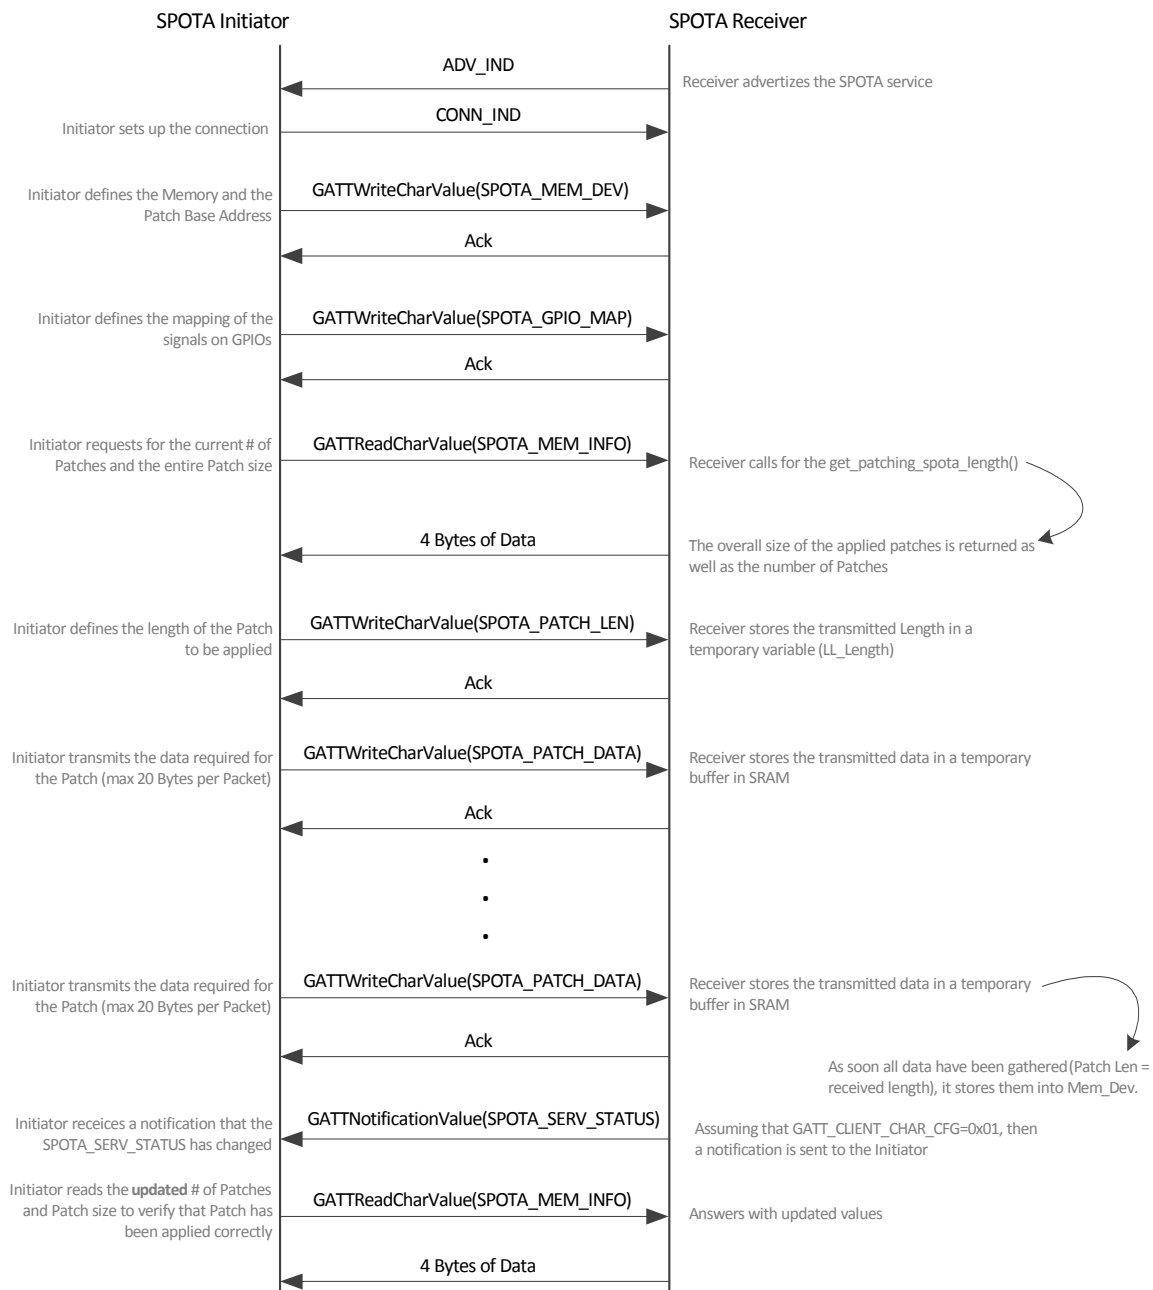 SPOTA Initiator
SPOTA Receiver
ADV_IND
Receiver advertizes the SPOTA service
CONN_IND
Initiator sets up the connection
GATTWriteCharValue(SPOTA_MEM_DEV)
Initiator defines the Memory and the
Patch Base Address
Ack
GATTWriteCharValue(SPOTA_GPIO_MAP)
Initiator defines the mapping of the
signals on GPIOs
Ack
GATTReadCharValue(SPOTA_MEM_INFO)
Initiator requests for the current # of
Patches and the entire Patch size
Receiver calls for the get_patching_spota_length()
4 Bytes of Data
The overall size of the applied patches is returned as
well as the number of Patches
GATTWriteCharValue(SPOTA_PATCH_LEN)
Initiator defines the length of the Patch
to be applied
Receiver stores the transmitted Length in a
temporary variable (LL_Length)
Ack
GATTWriteCharValue(SPOTA_PATCH_DATA)
Initiator transmits the data required for
the Patch (max 20 Bytes per Packet)
Receiver stores the transmitted data in a temporary
buffer in SRAM
Ack
.
.
.
GATTWriteCharValue(SPOTA_PATCH_DATA)
Initiator transmits the data required for
the Patch (max 20 Bytes per Packet)
Receiver stores the transmitted data in a temporary
buffer in SRAM
Ack
As soon all data have been gathered (Patch Len =
received length), it stores them into Mem_Dev.
GATTNotificationValue(SPOTA_SERV_STATUS)
Initiator receices a notification that the
SPOTA_SERV_STATUS has changed
Assuming that GATT_CLIENT_CHAR_CFG=0x01, then
a notification is sent to the Initiator
GATTReadCharValue(SPOTA_MEM_INFO)
Initiator reads the updated # of Patches
and Patch size to verify that Patch has
been applied correctly
Answers with updated values
4 Bytes of Data